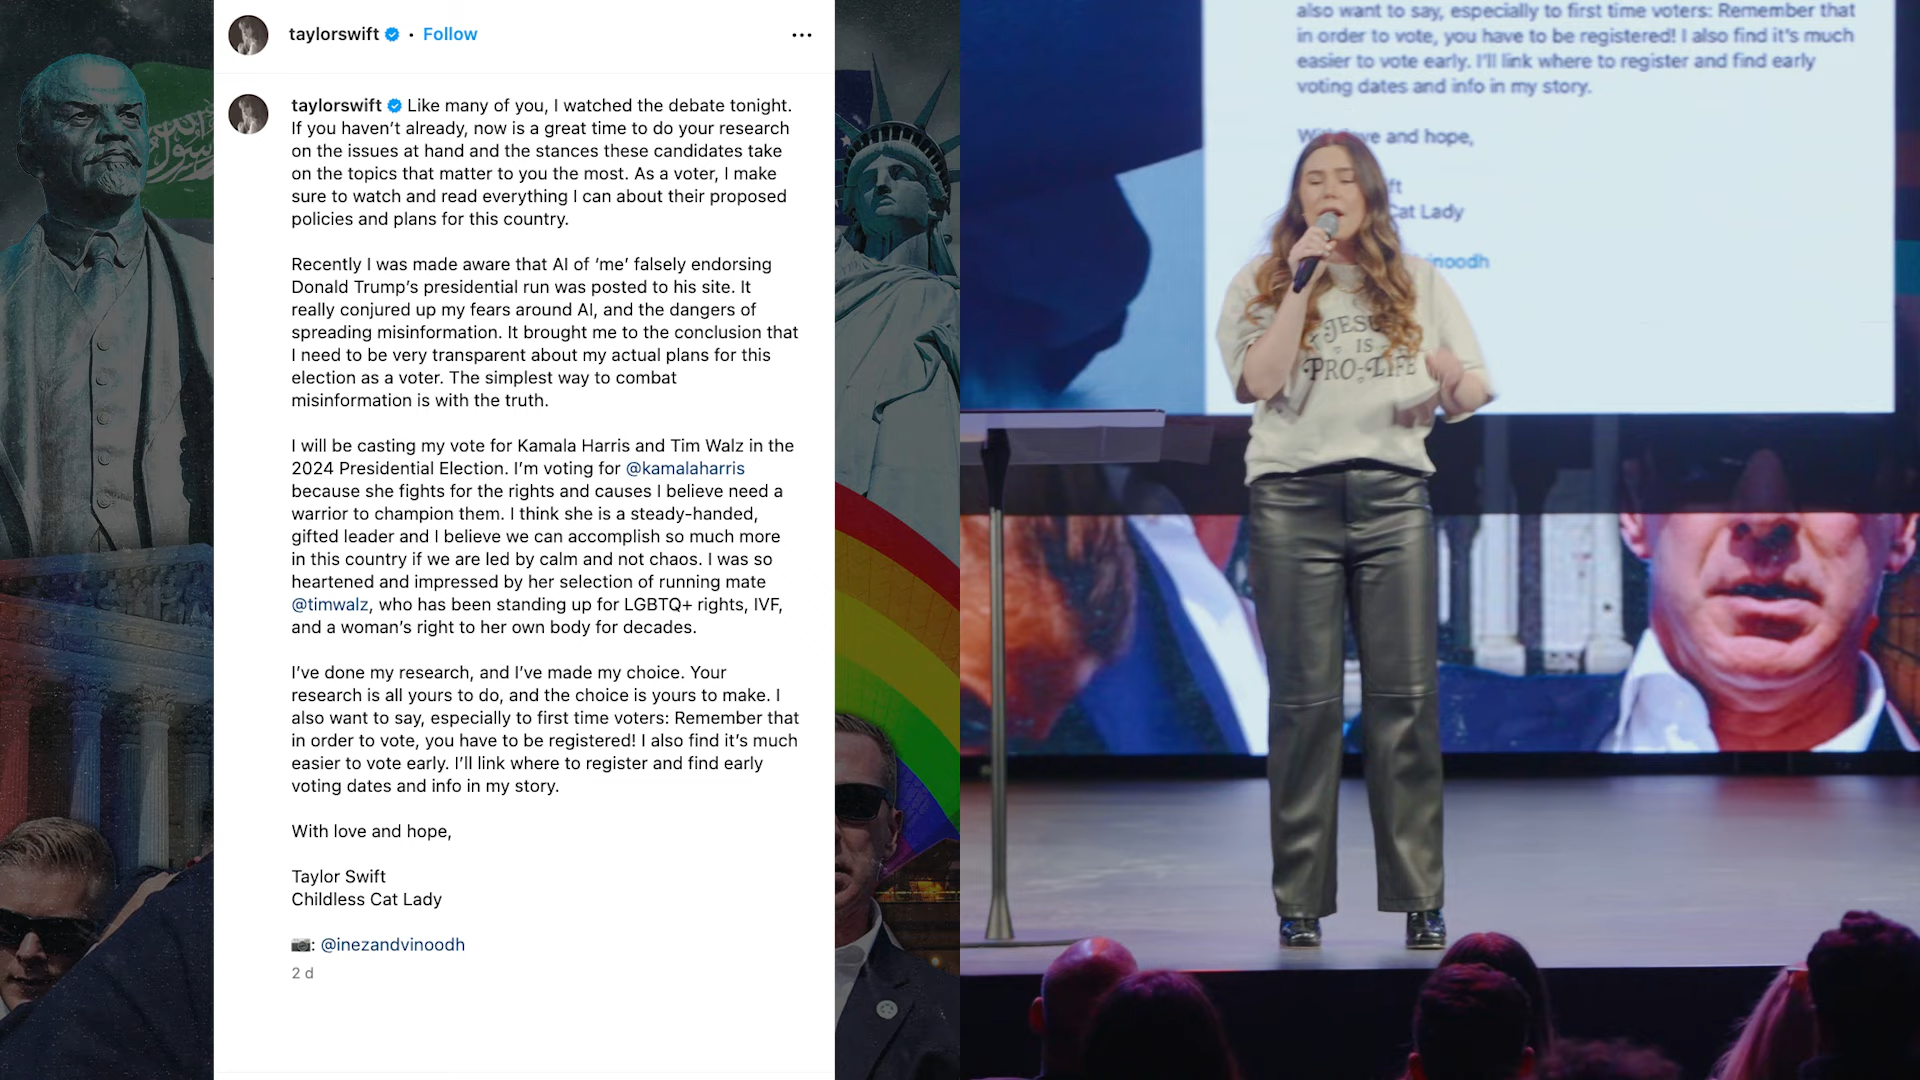 taylorswift • Follow
taylorswift Like many of you, I watched the debate tonight.
If you haven’t already, now is a great time to do your research
on the issues at hand and the stances these candidates take
on the topics that matter to you the most. As a voter, I make
sure to watch and read everything I can about their proposed
policies and plans for this country.
Recently I was made aware that AI of ‘me’ falsely endorsing
Donald Trump’s presidential run was posted to his site. It
really conjured up my fears around AI, and the dangers of
spreading misinformation. It brought me to the conclusion that
I need to be very transparent about my actual plans for this
election as a voter. The simplest way to combat
misinformation is with the truth.
I will be casting my vote for Kamala Harris and Tim Walz in the
2024 Presidential Election. I’m voting for @kamalaharris
because she fights for the rights and causes I believe need a
warrior to champion them. I think she is a steady-handed,
gifted leader and I believe we can accomplish so much more
in this country if we are led by calm and not chaos. I was so
heartened and impressed by her selection of running mate
@timwalz, who has been standing up for LGBTQ+ rights, IVF,
and a woman’s right to her own body for decades.
I’ve done my research, and I’ve made my choice. Your
research is all yours to do, and the choice is yours to make. I
also want to say, especially to first time voters: Remember that
in order to vote, you have to be registered! I also find it’s much
easier to vote early. I’ll link where to register and find early
voting dates and info in my story.
With love and hope,
Taylor Swift
Childless Cat Lady
: @inezandvinoodh
2 d
also want to say, especially to first time voters: Remember that
in order to vote, you have to be registered! I also find it’s much
easier to vote early. I’ll link where to register and find early
voting dates and info in my story.
and hope,
Cat Lady
JESUS
IS
PRO-LIFE